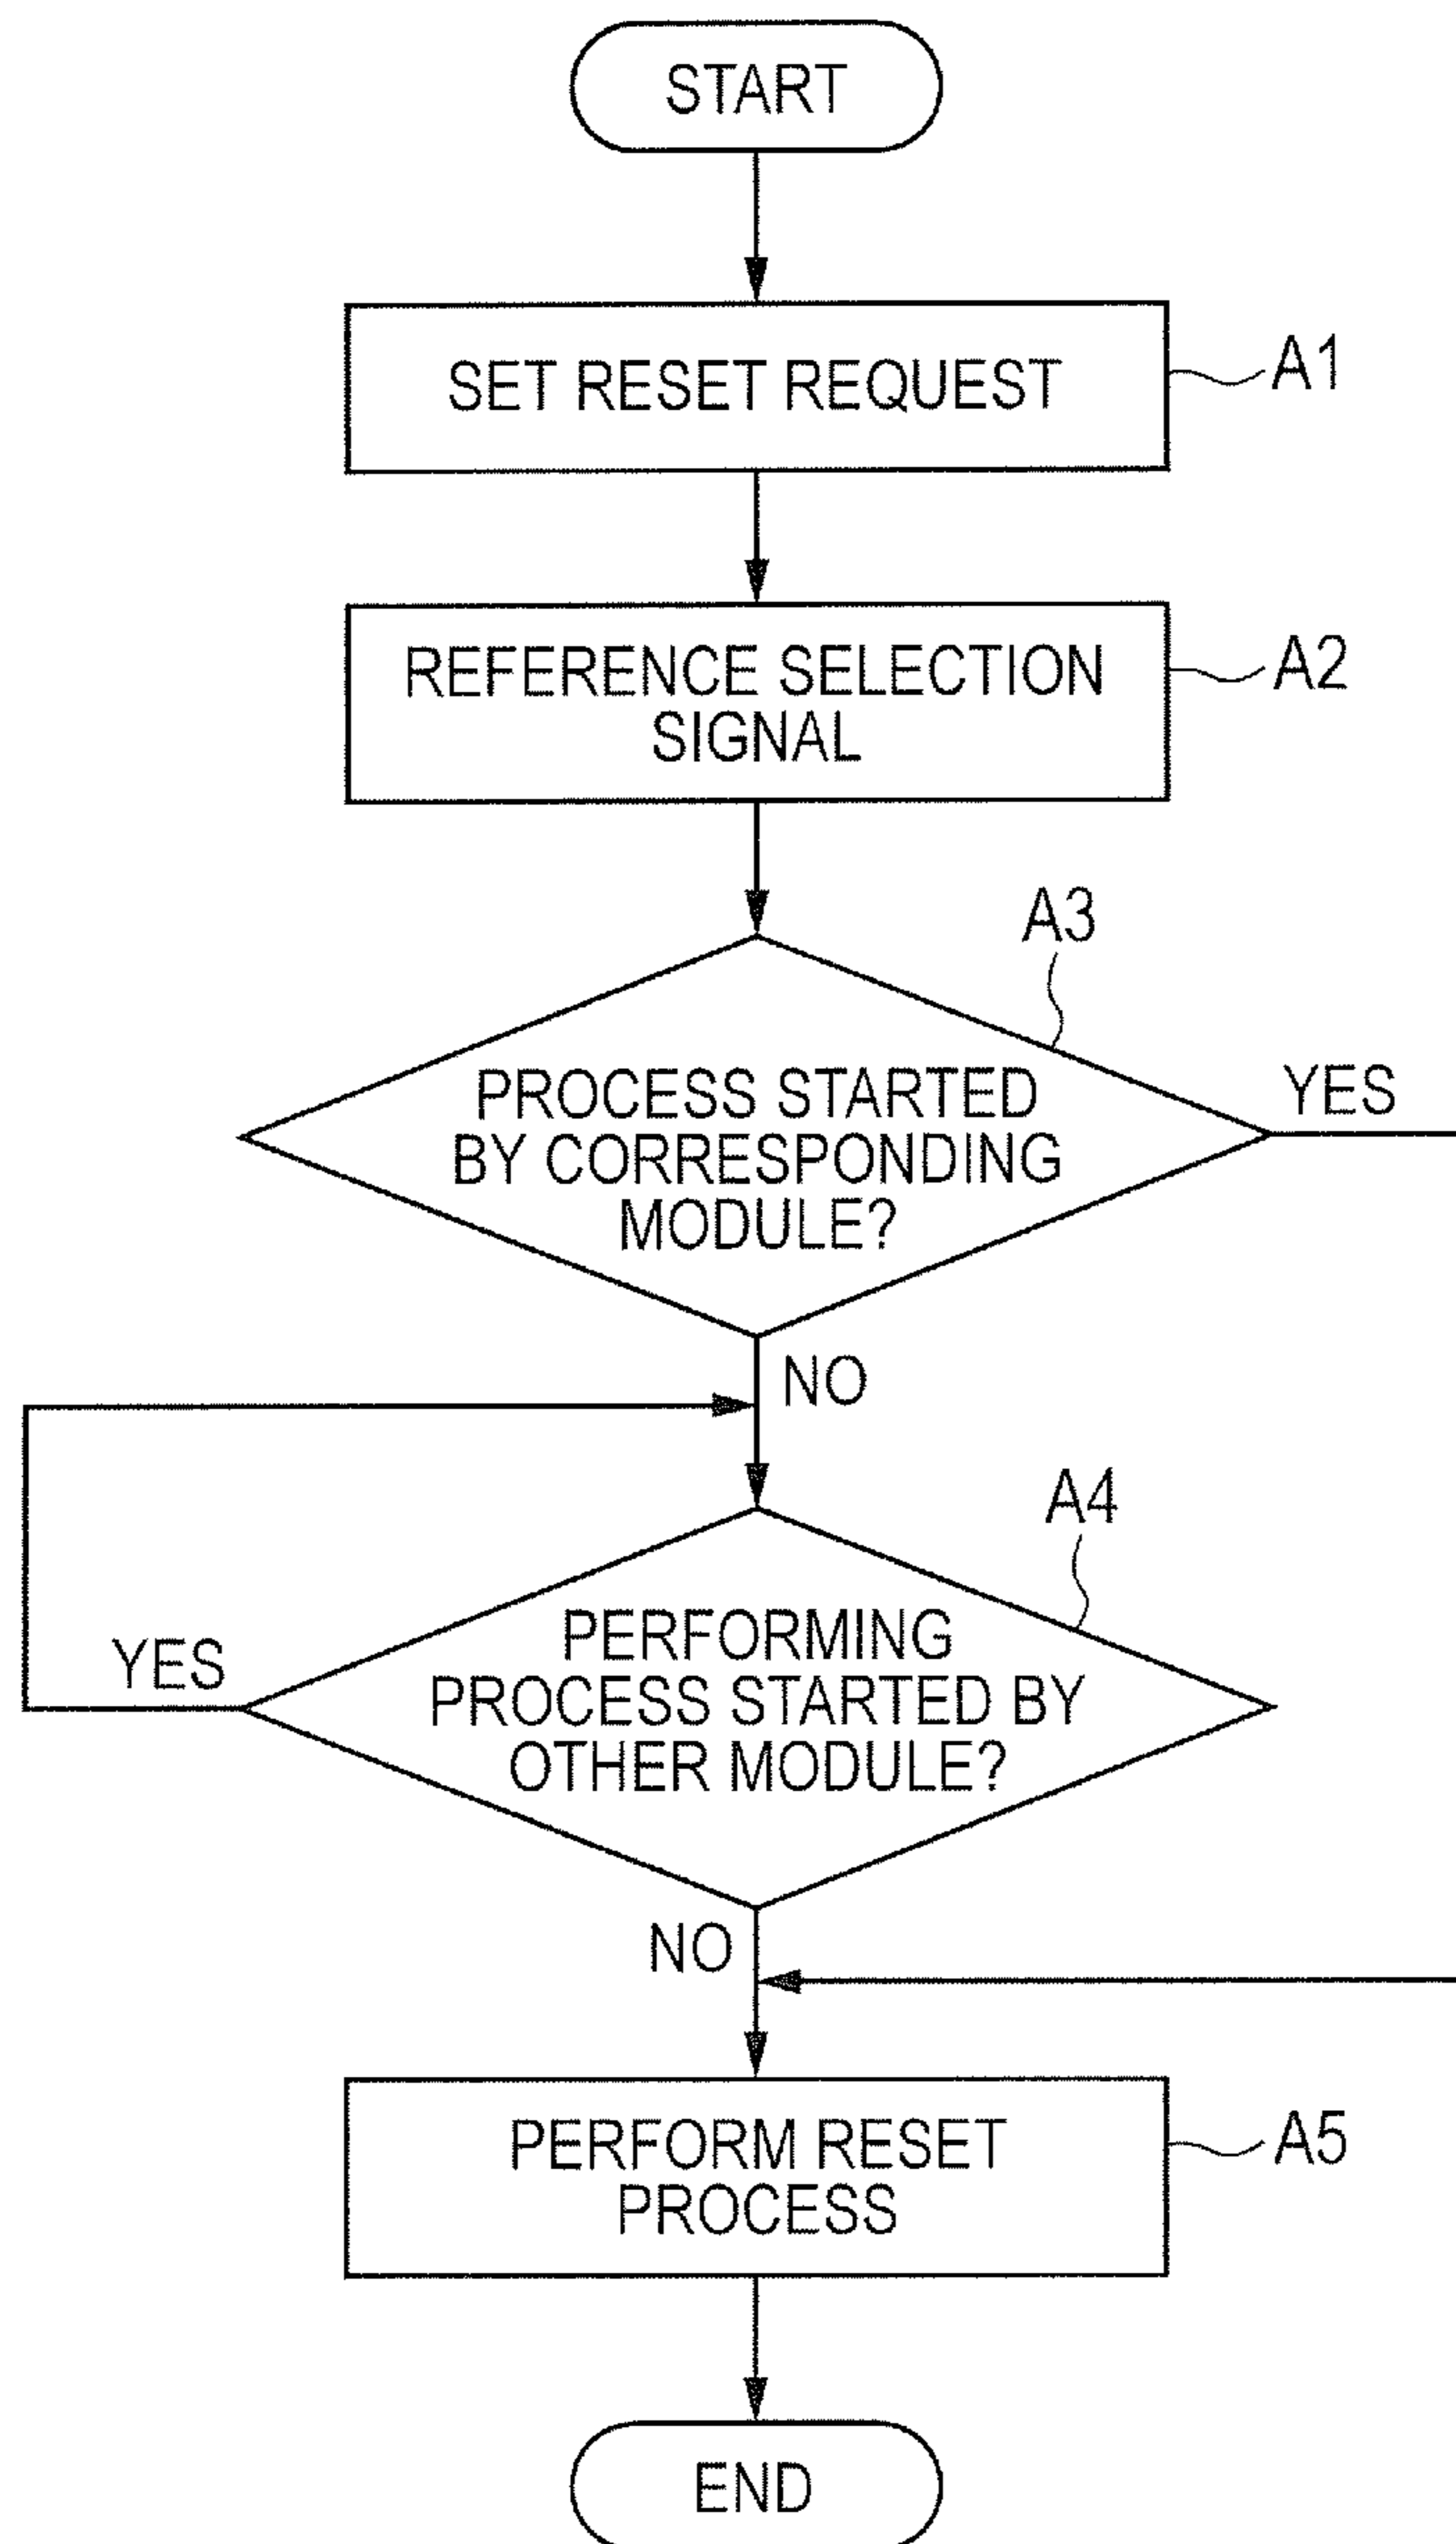 START
SET RESET REQUEST
A1
REFERENCE SELECTION
SIGNAL
A2
A3
PROCESS STARTED
BY CORRESPONDING
MODULE?
YES
NO
A4
PERFORMING
PROCESS STARTED BY
OTHER MODULE?
YES
NO
PERFORM RESET
PROCESS
A5
END